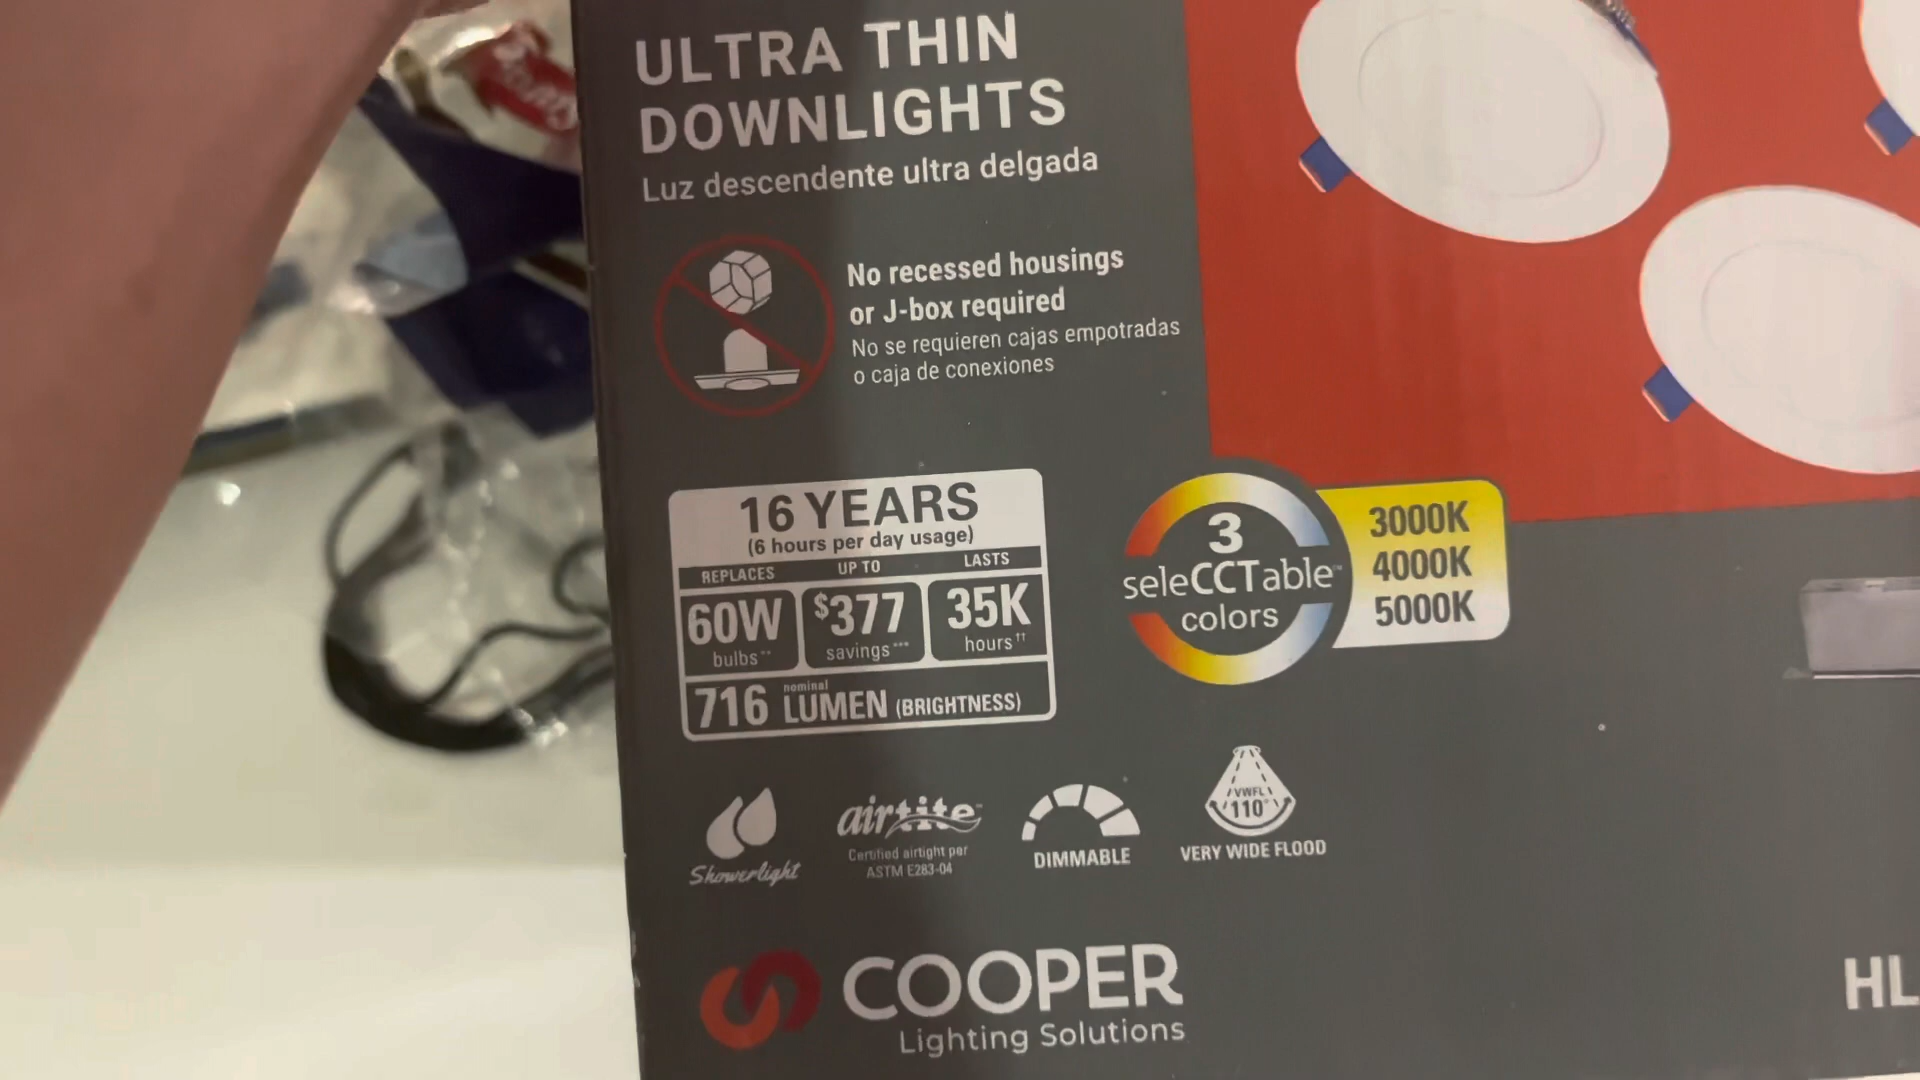 ULTRA THIN
DOWNLIGHTS
Luz descendente ultra delgada
No recessed housings
or J-box required
No se requieren cajas empotradas
o caja de conexiones
16 YEARS
(6 hours per day usage)
REPLACES
60W
bulbs**
UP TO
$377
savings***
LASTS
35K
hours††
716 nominal LUMEN (BRIGHTNESS)
3
seleCCTable™
colors
3000K
4000K
5000K
Showerlight
airtite™
Certified airtight per
ASTM E283-04
DIMMABLE
VWFL
110°
VERY WIDE FLOOD
COOPER
Lighting Solutions
HL